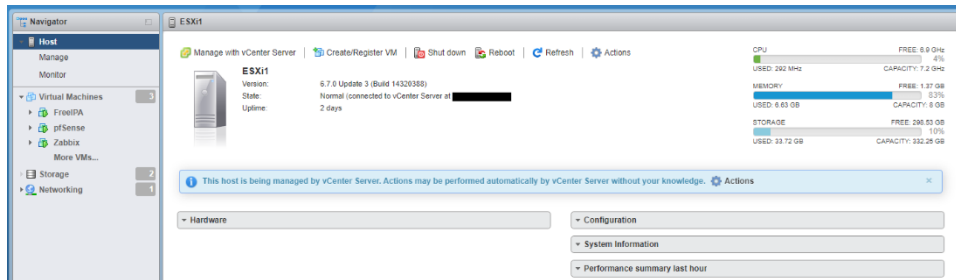 Navigator
ESXi1
Host
Manage
Monitor
Virtual Machines 3
FreeIPA
pfSense
Zabbix
More VMs...
Storage 2
Networking 1
Manage with vCenter Server Create/Register VM Shut down Reboot Refresh Actions
ESXi1
Version: 6.7.0 Update 3 (Build 14320388)
State: Normal (connected to vCenter Server at
Uptime: 2 days
CPU FREE: 6.9 GHz
4%
USED: 292 MHz CAPACITY: 7.2 GHz
MEMORY FREE: 1.37 GB
83%
USED: 6.63 GB CAPACITY: 8 GB
STORAGE FREE: 298.53 GB
10%
USED: 33.72 GB CAPACITY: 332.25 GB
This host is being managed by vCenter Server. Actions may be performed automatically by vCenter Server without your knowledge. Actions
Hardware
Configuration
System Information
Performance summary last hour